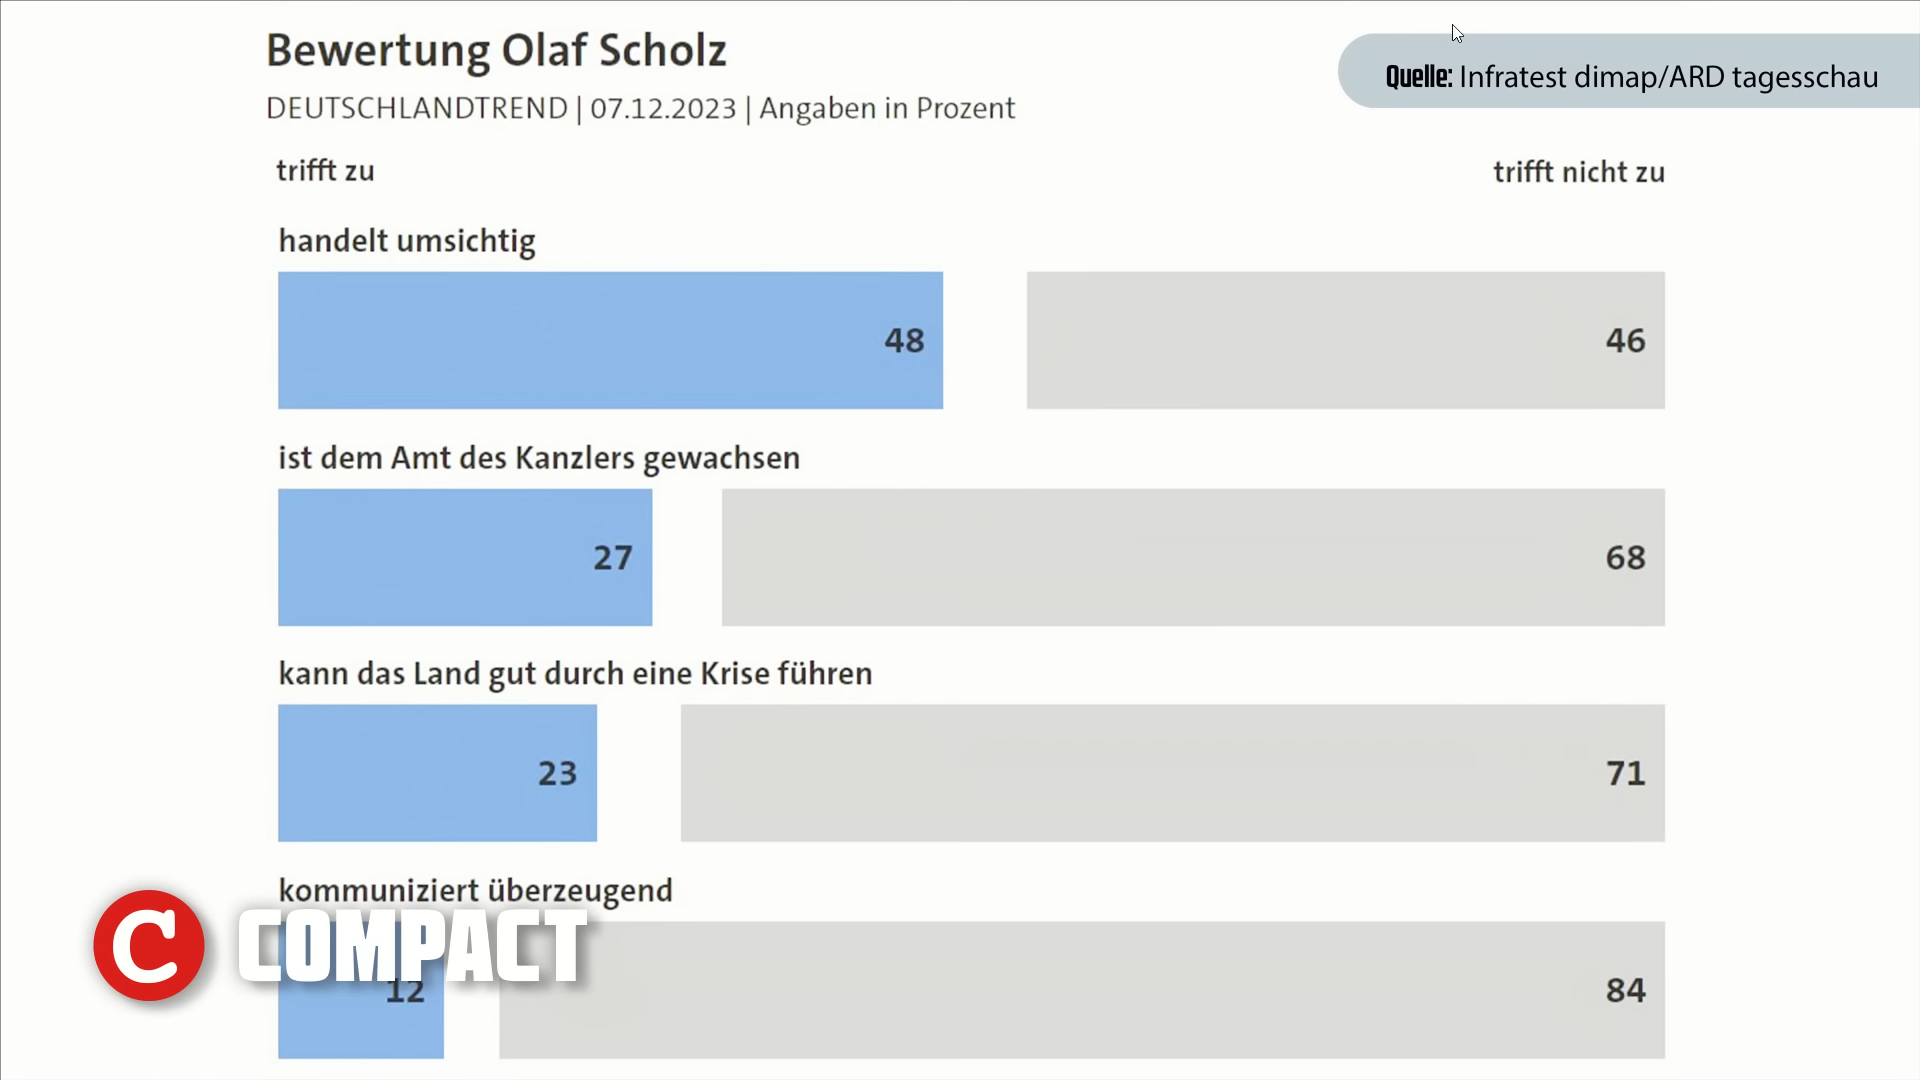 Bewertung Olaf Scholz
Quelle: Infratest dimap/ARD tagesschau
DEUTSCHLANDTREND | 07.12.2023 | Angaben in Prozent
trifft zu
trifft nicht zu
handelt umsichtig
48
46
ist dem Amt des Kanzlers gewachsen
27
68
kann das Land gut durch eine Krise führen
23
71
kommuniziert überzeugend
C COMPACT
12
84